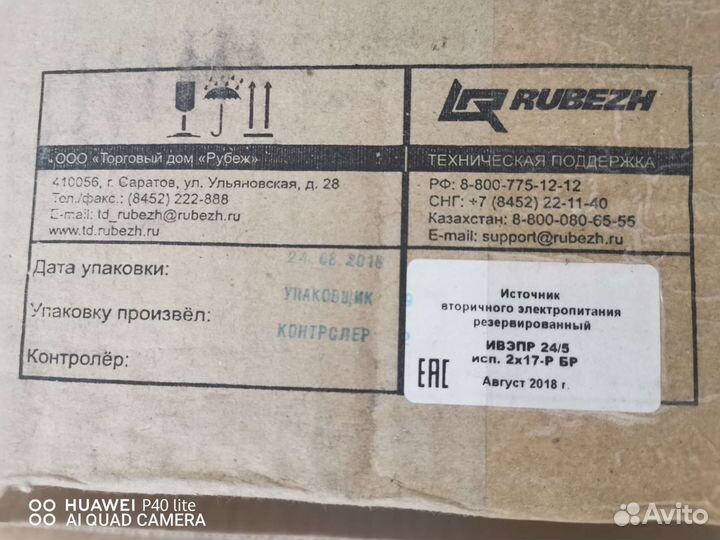 RUBEZH
ООО «Торговый дом «Рубеж»
410056, г. Саратов, ул. Ульяновская, д. 28
Тел./факс.: (8452) 222-888
E-mail: td_rubezh@rubezh.ru
www.td.rubezh.ru
ТЕХНИЧЕСКАЯ ПОДДЕРЖКА
РФ: 8-800-775-12-12
СНГ: +7 (8452) 22-11-40
Казахстан: 8-800-080-65-55
E-mail: support@rubezh.ru
Дата упаковки:
24.08.2018
Упаковку произвёл:
УПАКОВЩИК
Контролёр:
КОНТРОЛЕР
Источник
вторичного электропитания
резервированный
ИВЭПР 24/5
исп. 2х17-Р БР
EAC
Август 2018 г.
HUAWEI P40 lite
AI QUAD CAMERA
Avito